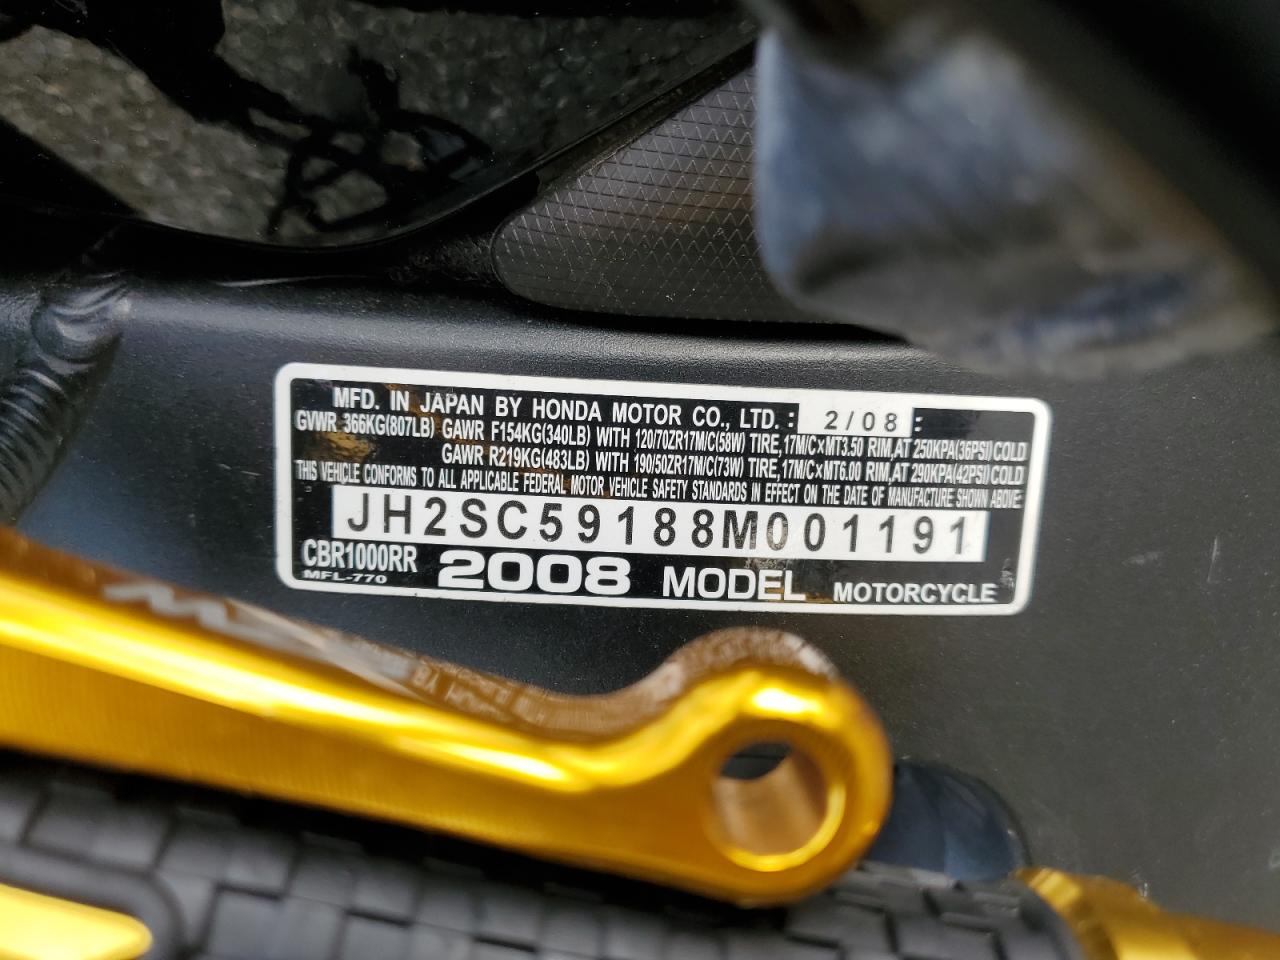 MFD. IN JAPAN BY HONDA MOTOR CO., LTD. : 2/08 :
GVWR 366KG(807LB) GAWR F154KG(340LB) WITH 120/70ZR17M/C(58W) TIRE, 17M/C×MT3.50 RIM, AT 250KPA(36PSI) COLD
GAWR R219KG(483LB) WITH 190/50ZR17M/C(73W) TIRE, 17M/C×MT6.00 RIM, AT 290KPA(42PSI) COLD
THIS VEHICLE CONFORMS TO ALL APPLICABLE FEDERAL MOTOR VEHICLE SAFETY STANDARDS IN EFFECT ON THE DATE OF MANUFACTURE SHOWN ABOVE.
JH2SC59188M001191
CBR1000RR 2008 MODEL MOTORCYCLE
MFL-770